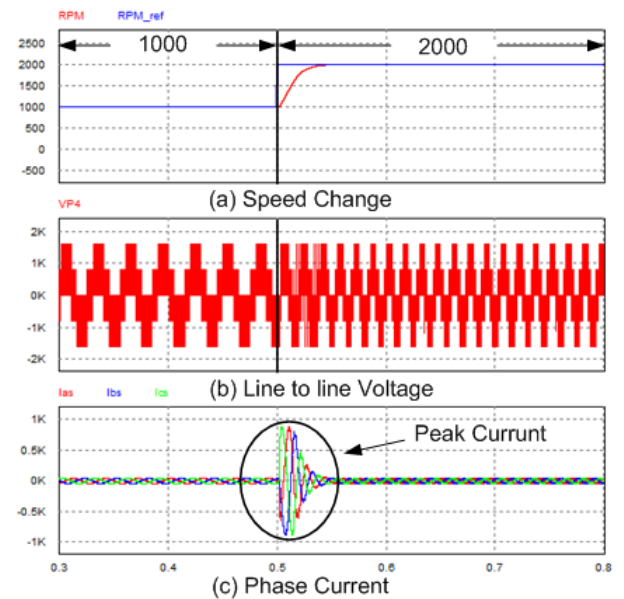 RPM RPM_ref
1000 2000
2500
2000
1500
1000
500
0
-500
(a) Speed Change
VP4
2K
1K
0K
-1K
-2K
(b) Line to line Voltage
Ias Ibs Ics
1K
0.5K
0K
-0.5K
-1K
Peak Currunt
0.3 0.4 0.5 0.6 0.7 0.8
(c) Phase Current